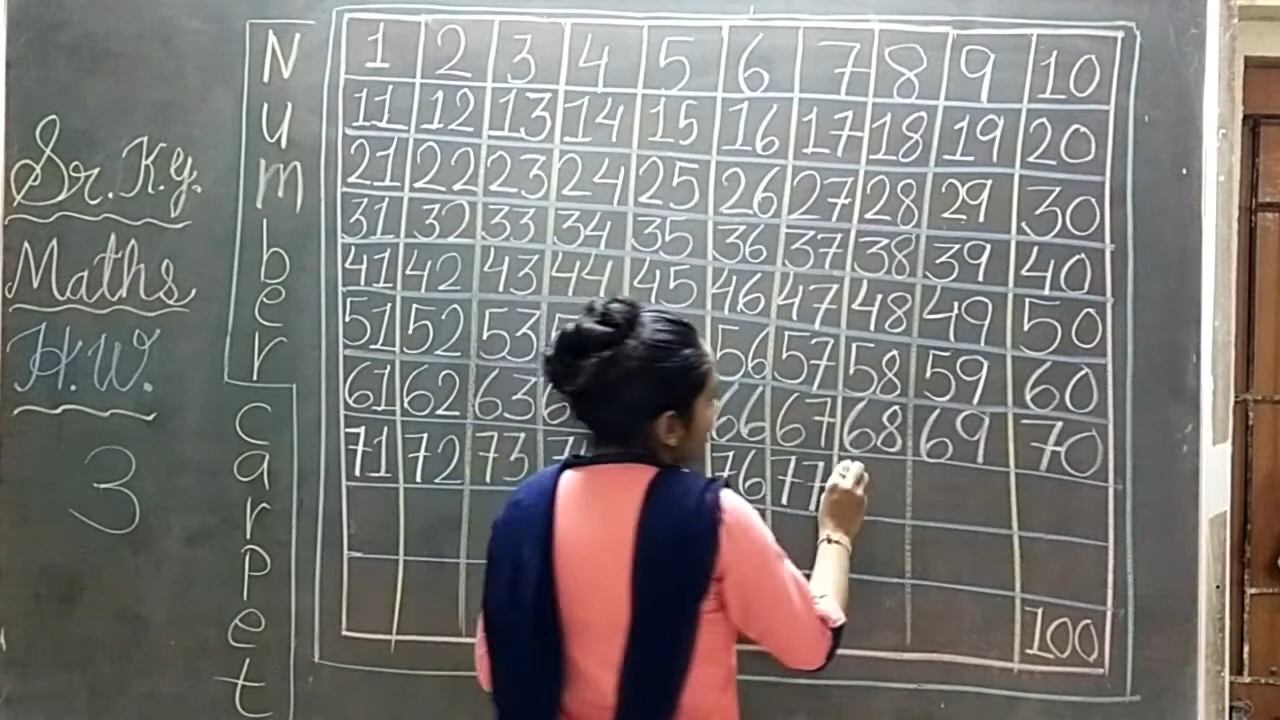 Sr. K.g.
Maths
H.W.
3
Number
carpet
1 2 3 4 5 6 7 8 9 10
11 12 13 14 15 16 17 18 19 20
21 22 23 24 25 26 27 28 29 30
31 32 33 34 35 36 37 38 39 40
41 42 43 44 45 46 47 48 49 50
51 52 53 56 57 58 59 60
61 62 63 66 67 68 69 70
71 72 73 76 77
100